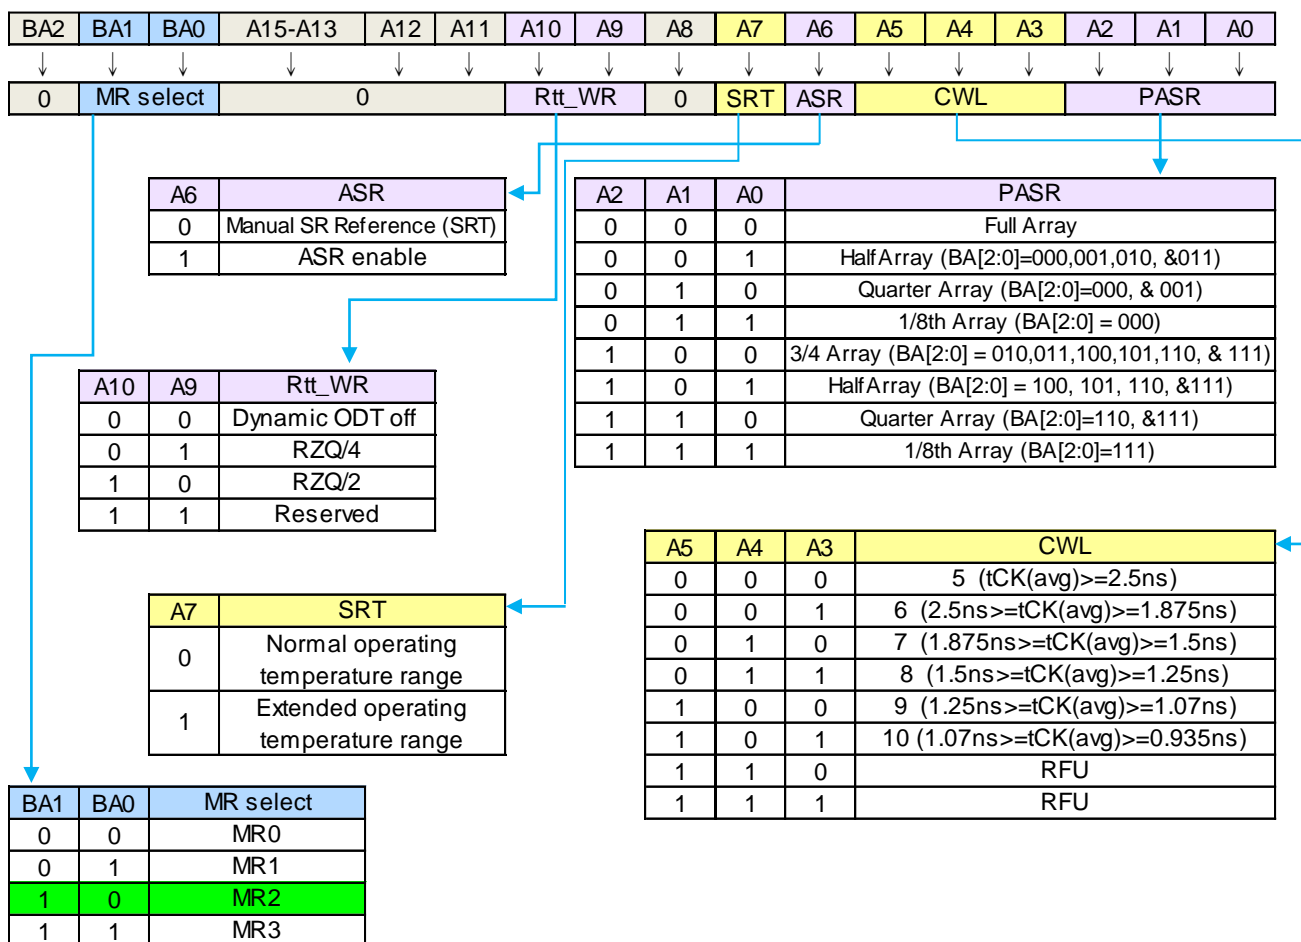 BA2 BA1 BA0 A15-A13 A12 A11 A10 A9 A8 A7 A6 A5 A4 A3 A2 A1 A0
0 MR select 0 Rtt_WR 0 SRT ASR CWL PASR
A6 ASR
0 Manual SR Reference (SRT)
1 ASR enable
A2 A1 A0 PASR
0 0 0 Full Array
0 0 1 Half Array (BA[2:0]=000,001,010, &011)
0 1 0 Quarter Array (BA[2:0]=000, & 001)
0 1 1 1/8th Array (BA[2:0] = 000)
1 0 0 3/4 Array (BA[2:0] = 010,011,100,101,110, & 111)
1 0 1 Half Array (BA[2:0] = 100, 101, 110, &111)
1 1 0 Quarter Array (BA[2:0]=110, &111)
1 1 1 1/8th Array (BA[2:0]=111)
A10 A9 Rtt_WR
0 0 Dynamic ODT off
0 1 RZQ/4
1 0 RZQ/2
1 1 Reserved
A5 A4 A3 CWL
0 0 0 5 (tCK(avg)>=2.5ns)
0 0 1 6 (2.5ns>=tCK(avg)>=1.875ns)
0 1 0 7 (1.875ns>=tCK(avg)>=1.5ns)
0 1 1 8 (1.5ns>=tCK(avg)>=1.25ns)
1 0 0 9 (1.25ns>=tCK(avg)>=1.07ns)
1 0 1 10 (1.07ns>=tCK(avg)>=0.935ns)
1 1 0 RFU
1 1 1 RFU
A7 SRT
0 Normal operating
temperature range
1 Extended operating
temperature range
BA1 BA0 MR select
0 0 MR0
0 1 MR1
1 0 MR2
1 1 MR3